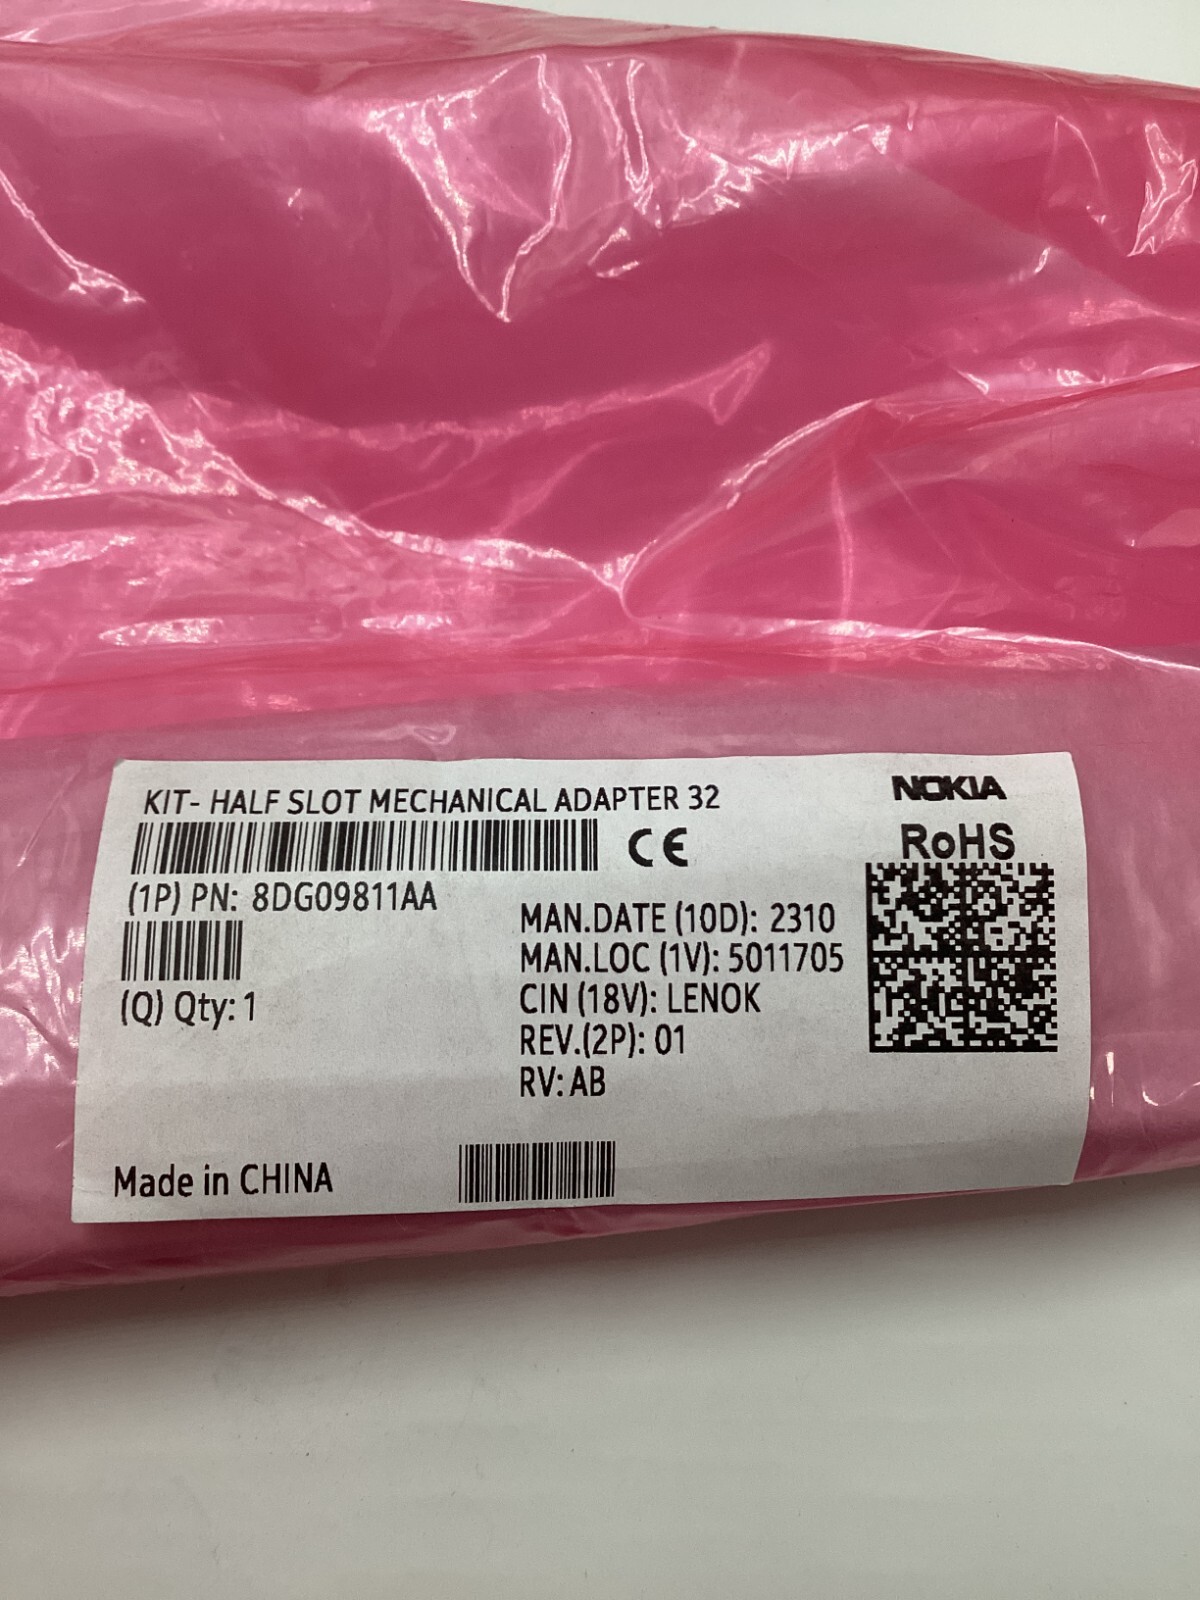 KIT- HALF SLOT MECHANICAL ADAPTER 32
NOKIA
CE
RoHS
(1P) PN: 8DG09811AA
(Q) Qty: 1
MAN.DATE (10D): 2310
MAN.LOC (1V): 5011705
CIN (18V): LENOK
REV.(2P): 01
RV: AB
Made in CHINA